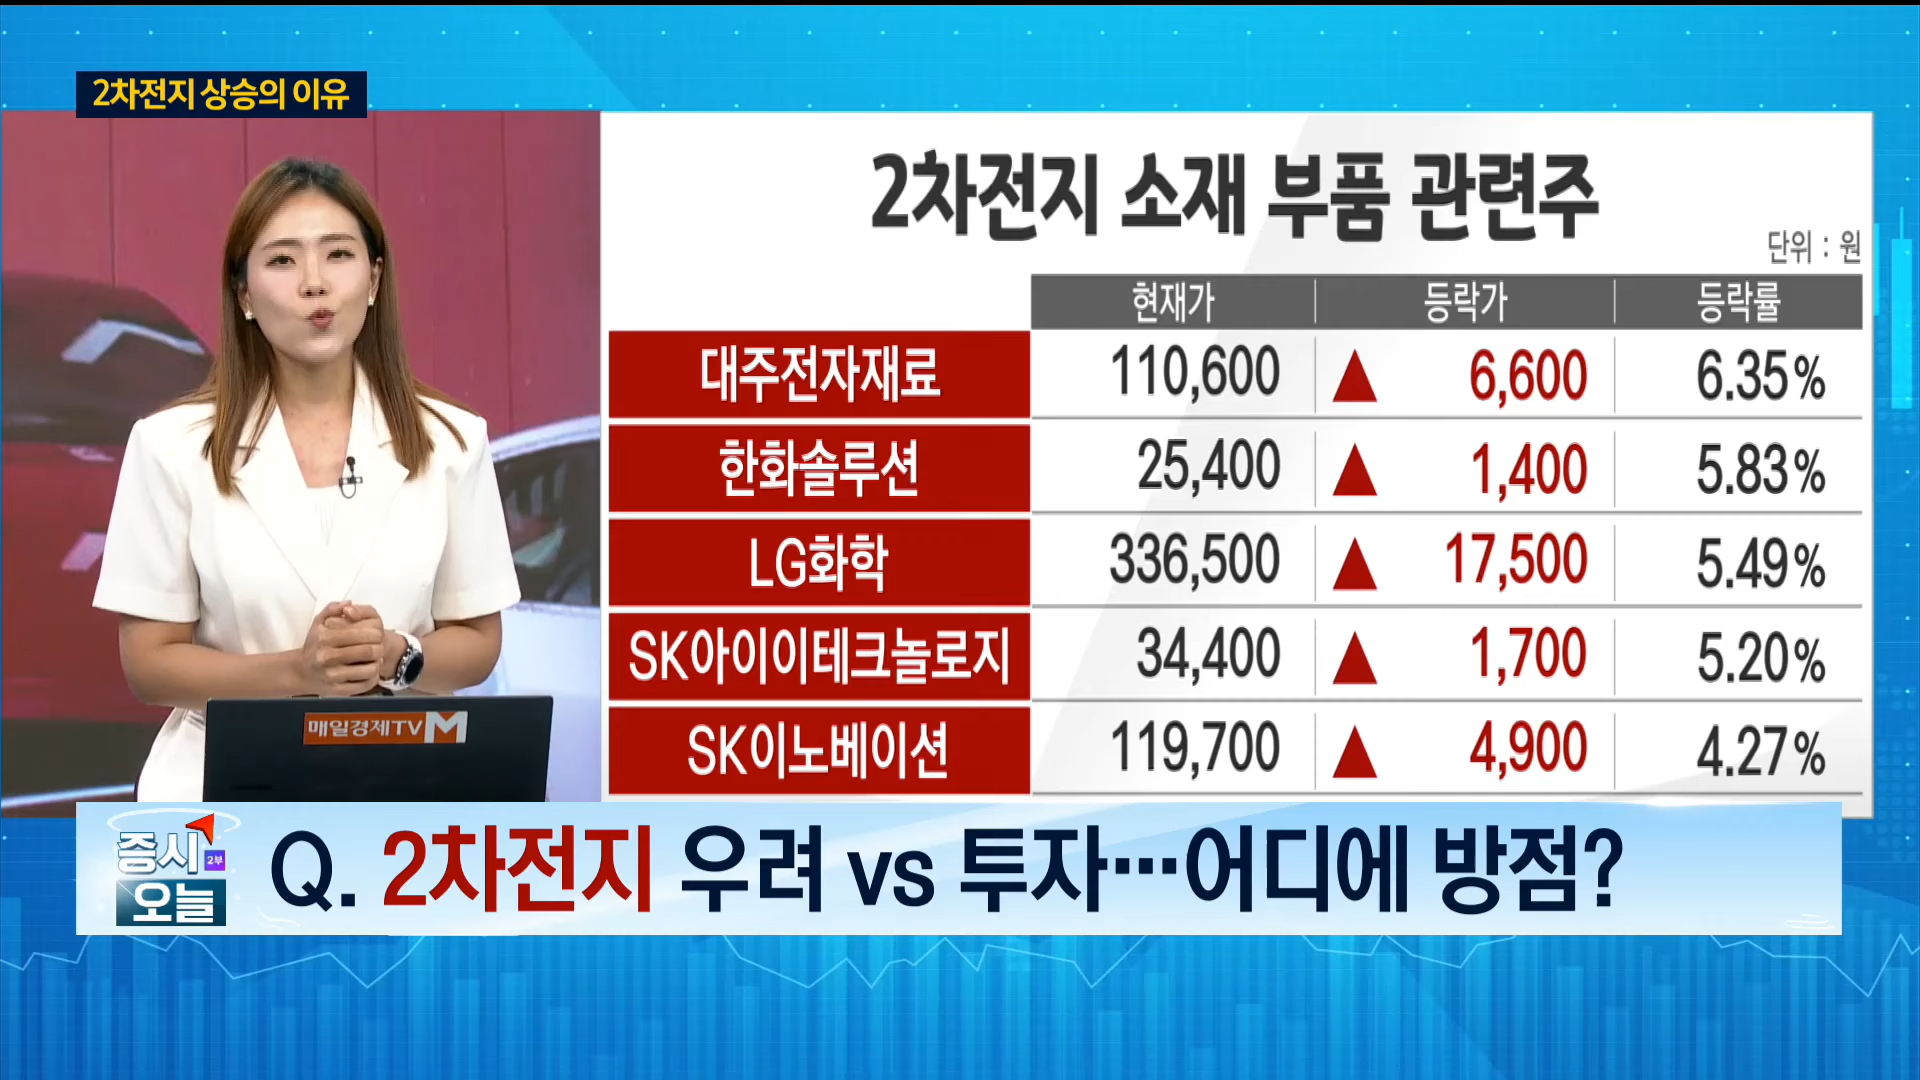 2차전지 상승의 이유
2차전지 소재 부품 관련주
단위 : 원
현재가 등락가 등락률
대주전자재료 110,600 ▲ 6,600 6.35%
한화솔루션 25,400 ▲ 1,400 5.83%
LG화학 336,500 ▲ 17,500 5.49%
SK아이이테크놀로지 34,400 ▲ 1,700 5.20%
SK이노베이션 119,700 ▲ 4,900 4.27%
매일경제TV M
증시 2부
오늘
Q. 2차전지 우려 vs 투자…어디에 방점?